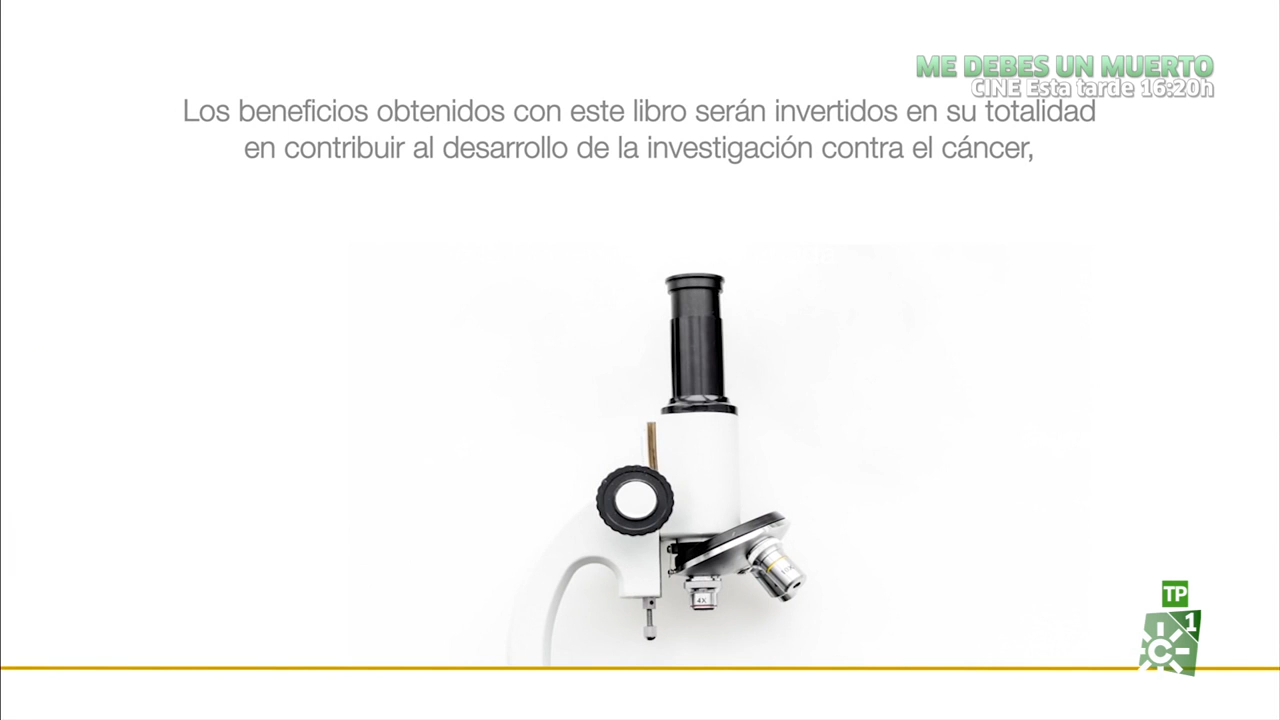 ME DEBES UN MUERTO
CINE Esta tarde 16:20h
Los beneficios obtenidos con este libro serán invertidos en su totalidad
en contribuir al desarrollo de la investigación contra el cáncer,
4X
TP
1
C